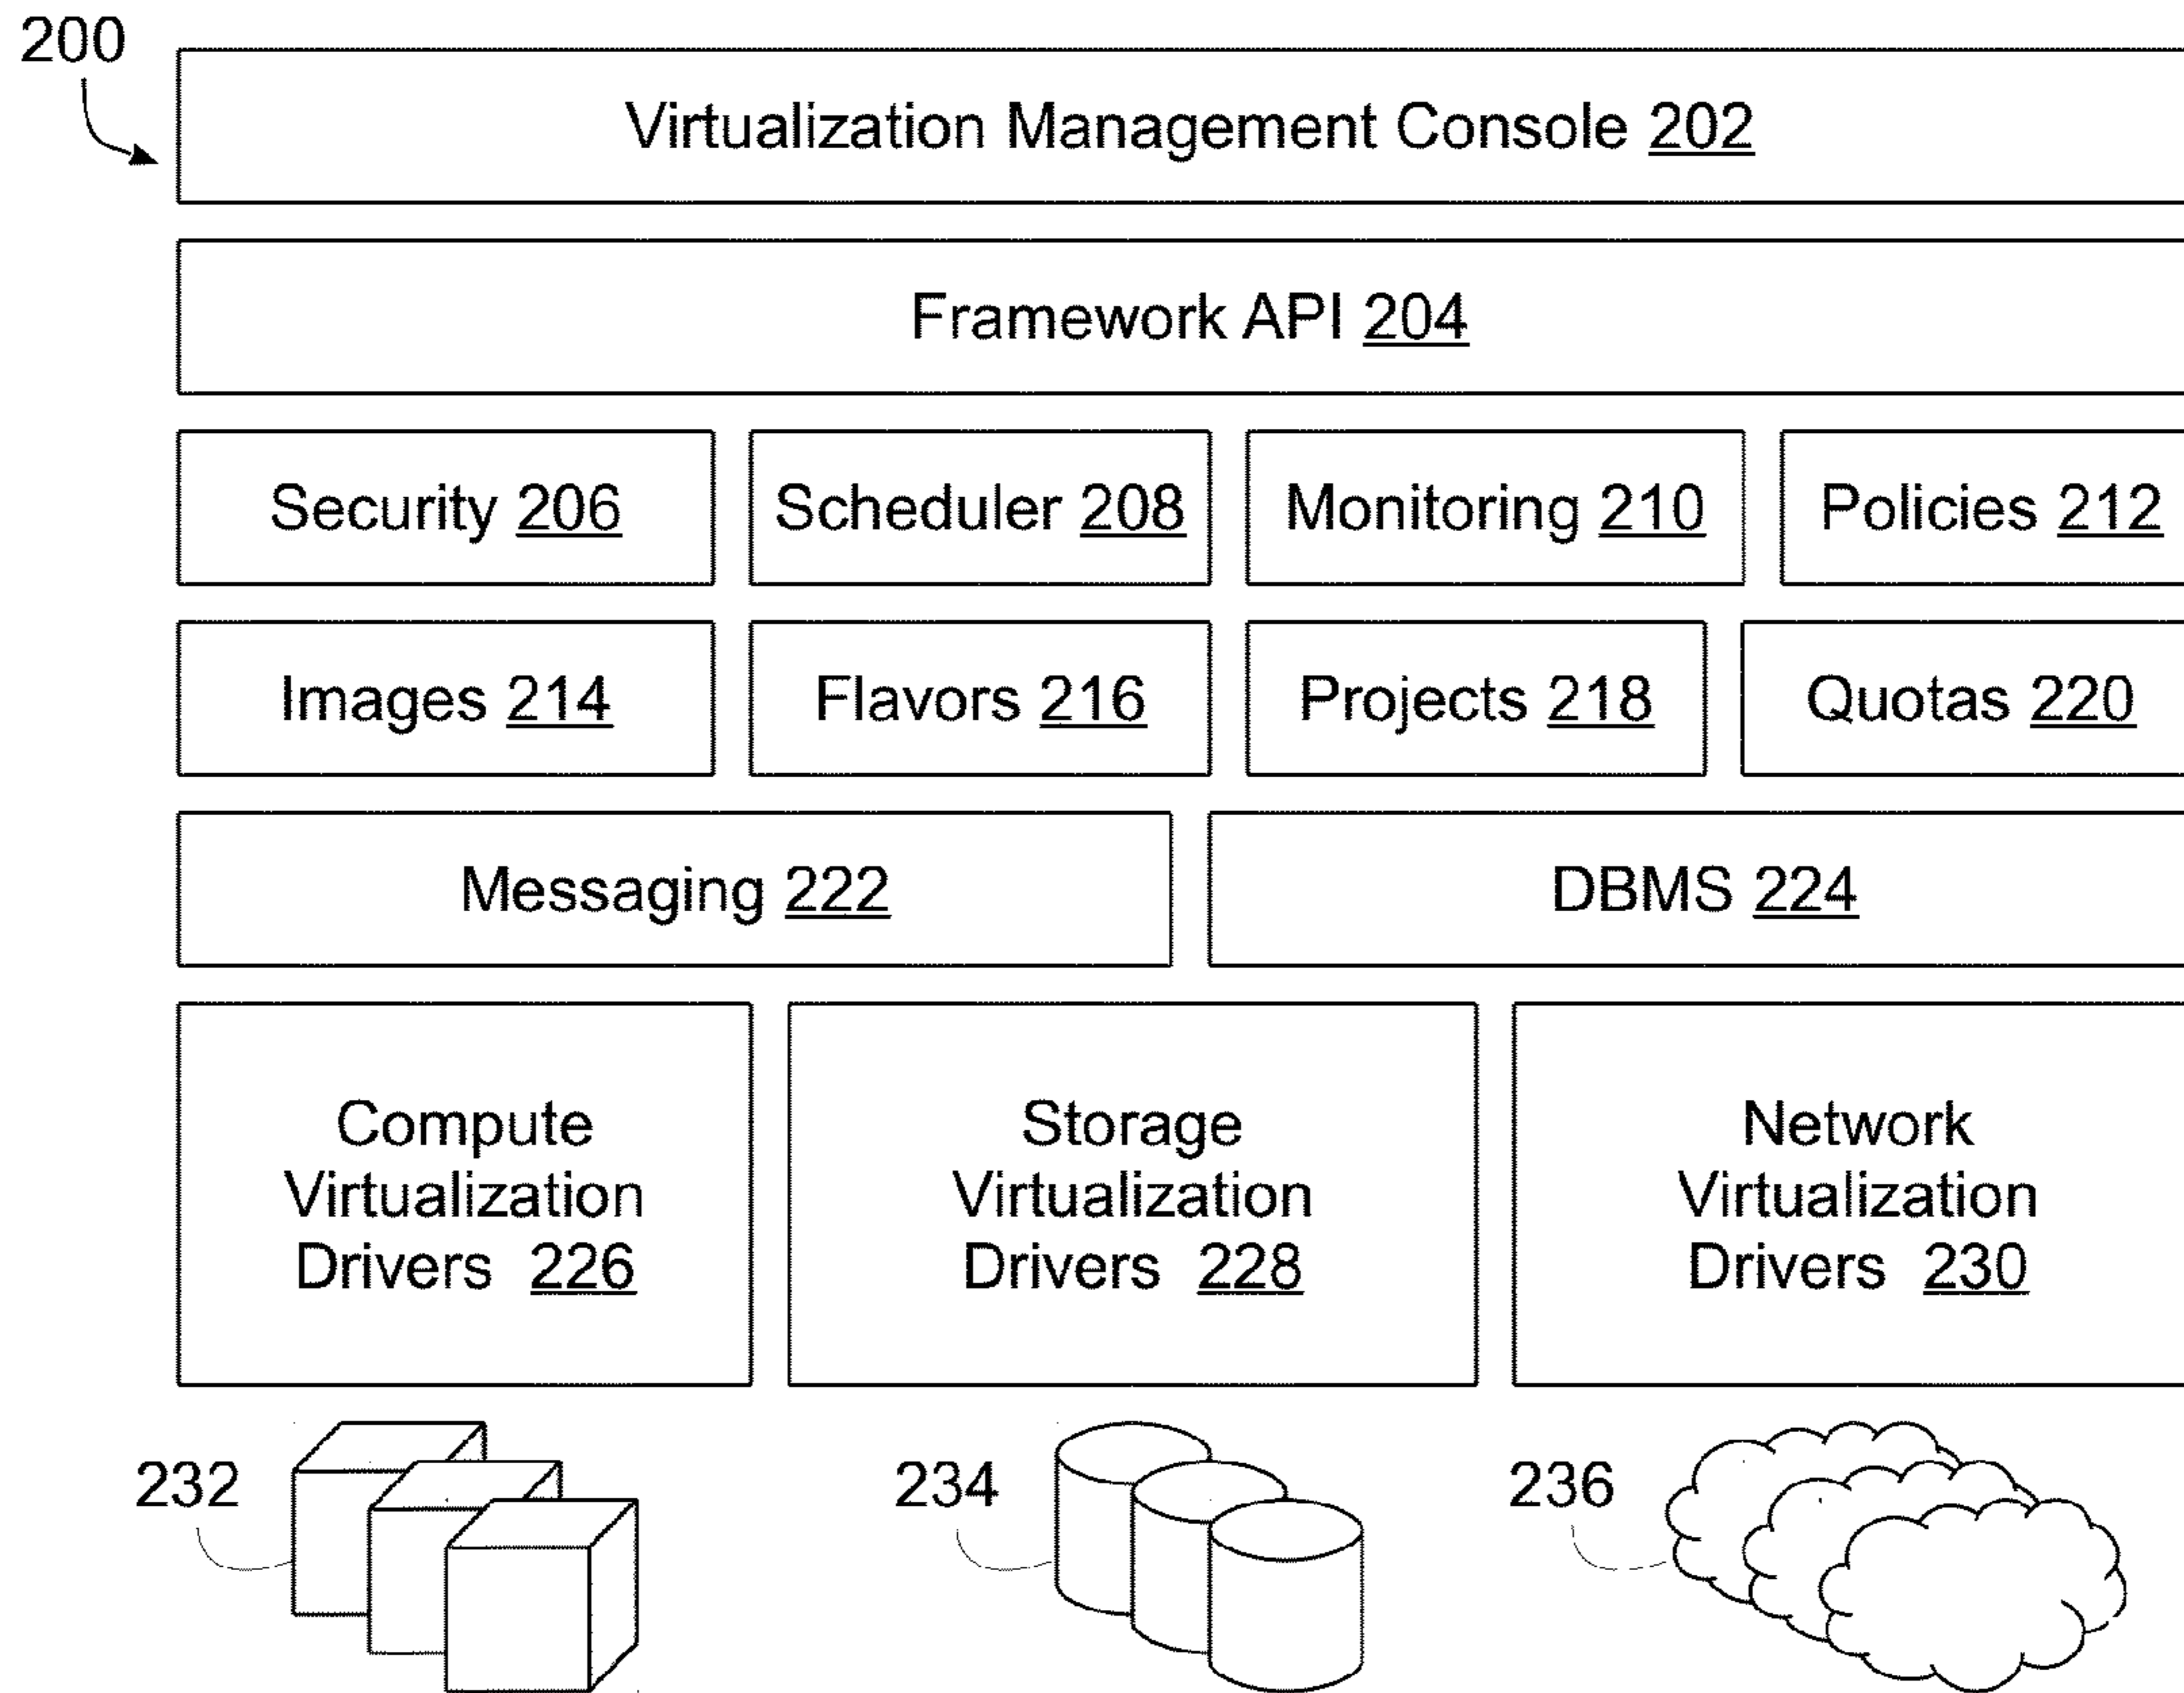 200
Virtualization Management Console 202
Framework API 204
Security 206
Scheduler 208
Monitoring 210
Policies 212
Images 214
Flavors 216
Projects 218
Quotas 220
Messaging 222
DBMS 224
Compute
Virtualization
Drivers 226
Storage
Virtualization
Drivers 228
Network
Virtualization
Drivers 230
232
234
236